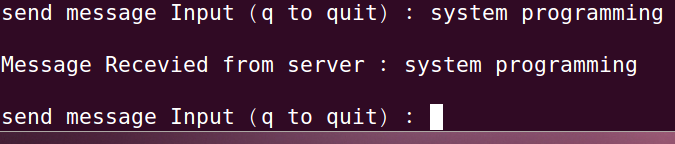 send message Input (q to quit) : system programming
Message Recevied from server : system programming
send message Input (q to quit) :